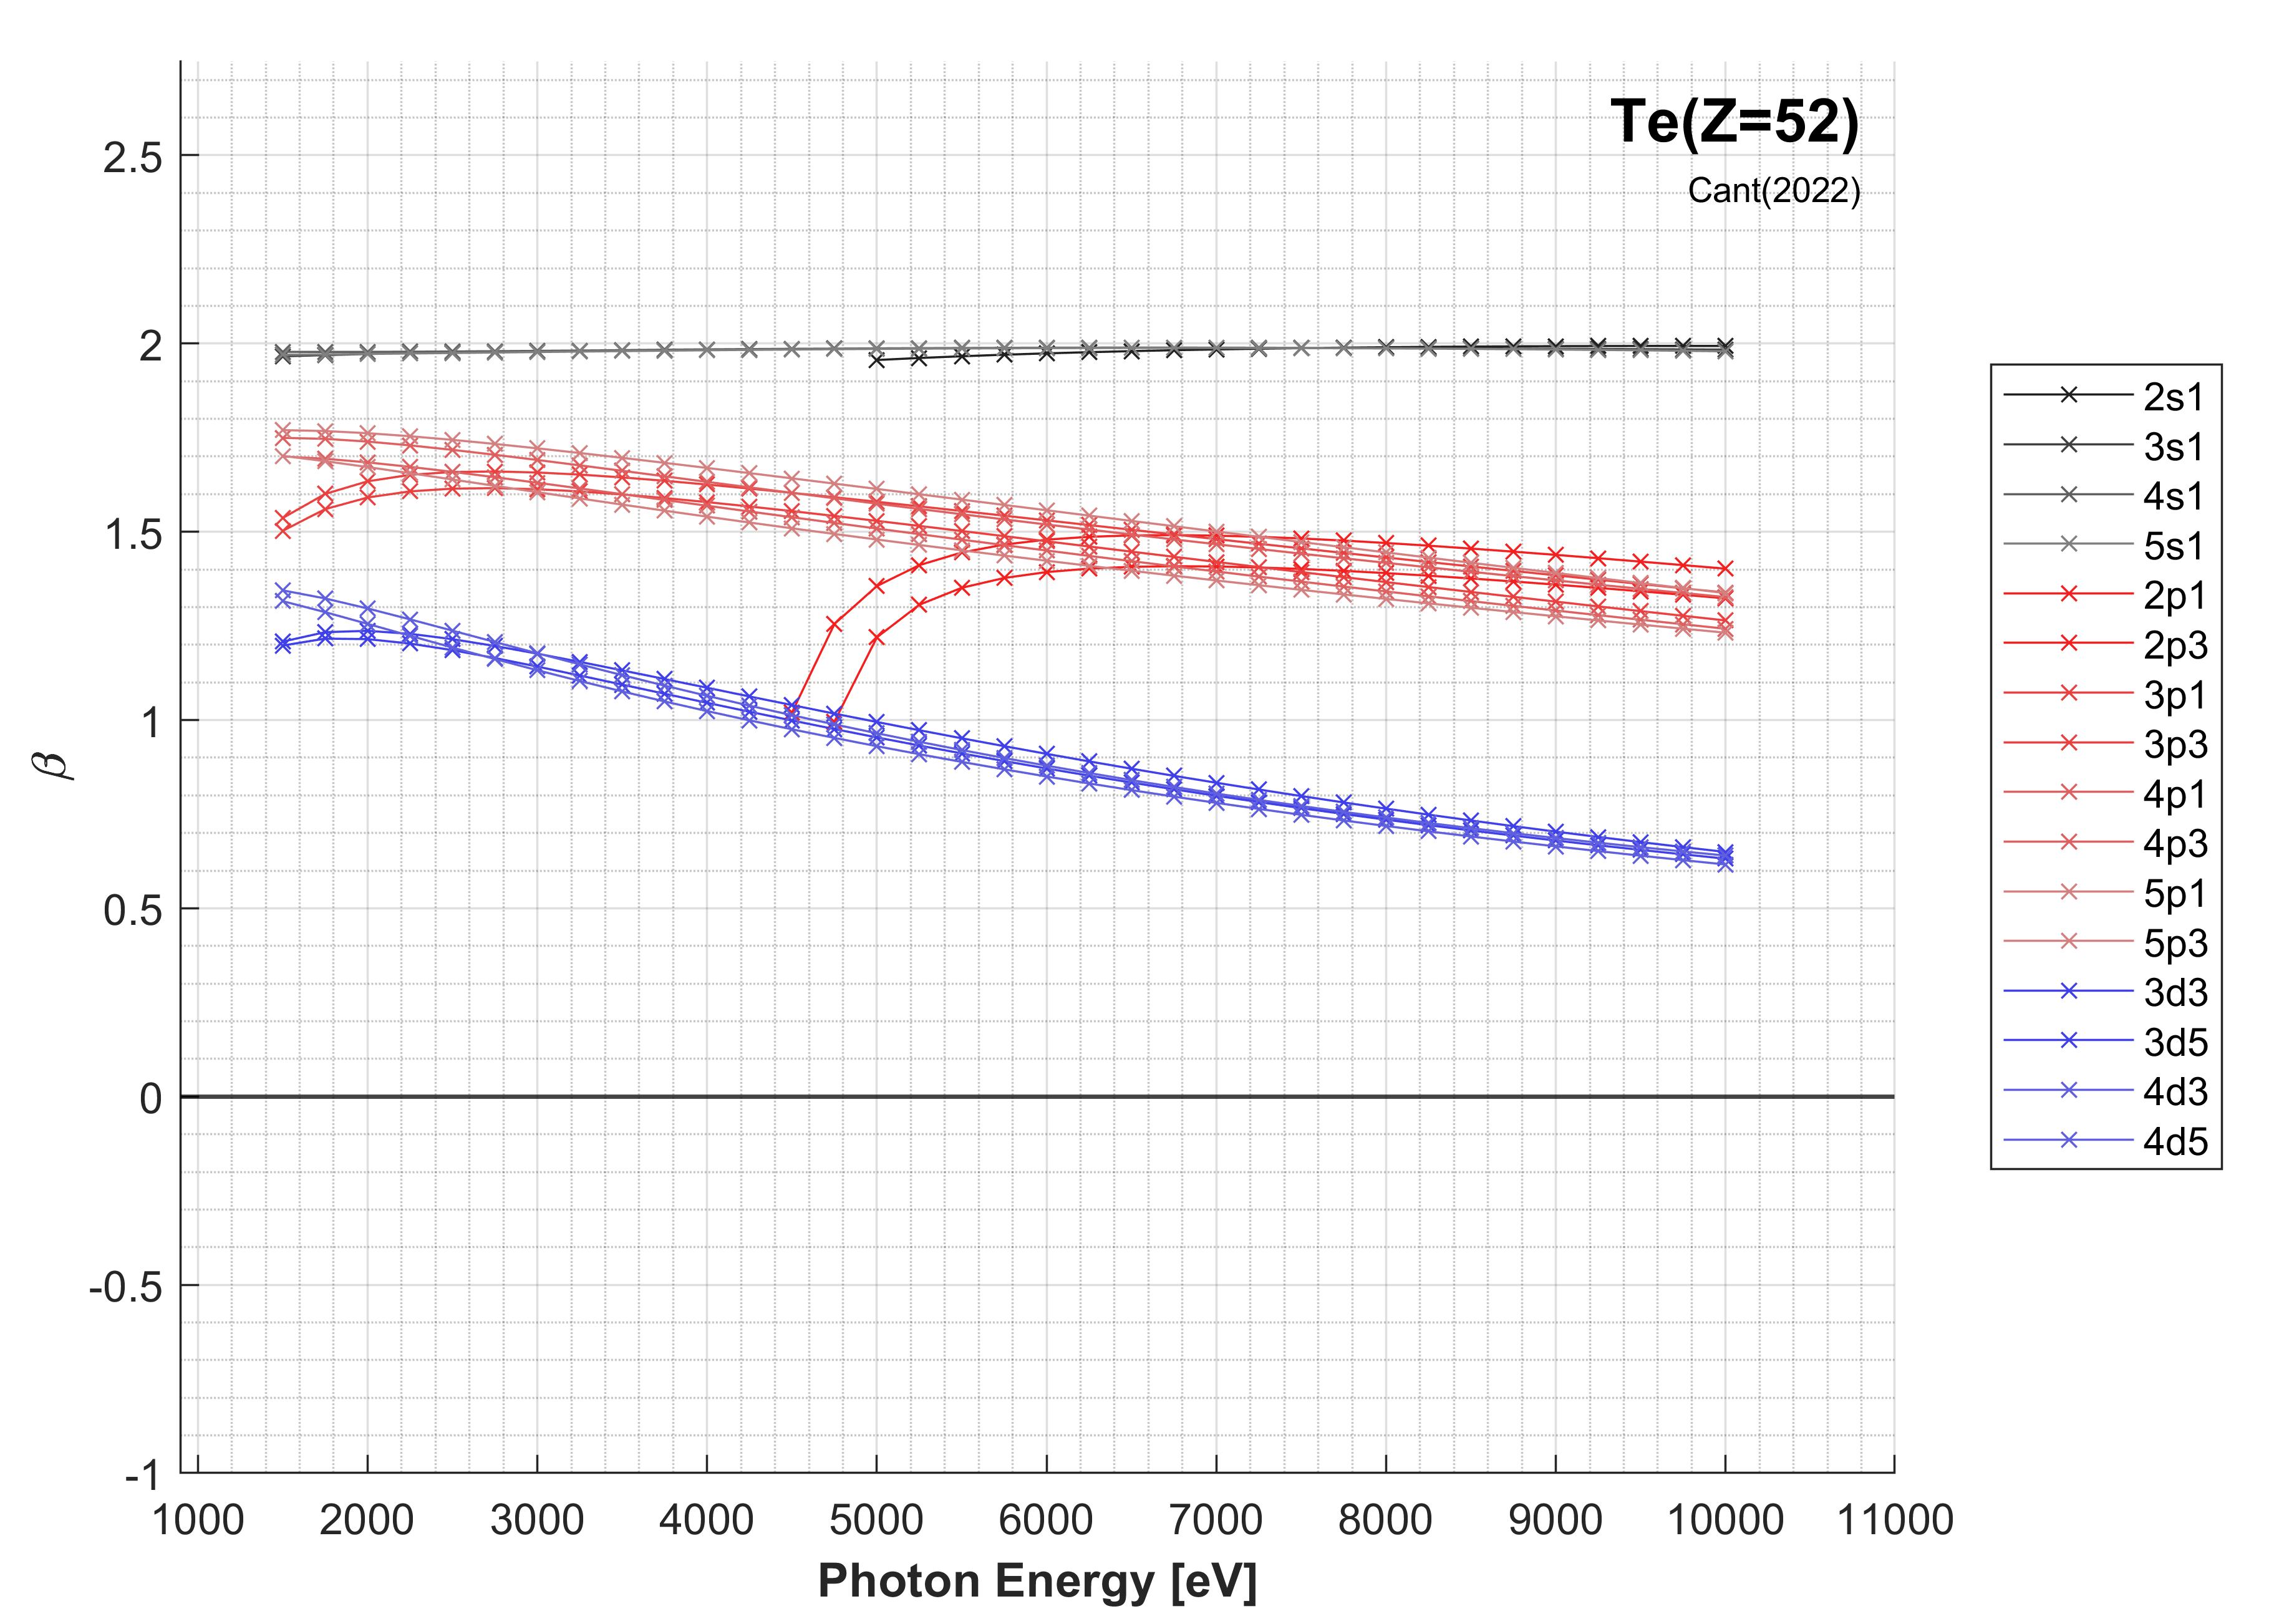 Te(Z=52)
Cant(2022)
2.5
2
1.5
1
0.5
0
-0.5
-1
β
1000 2000 3000 4000 5000 6000 7000 8000 9000 10000 11000
Photon Energy [eV]
2s1
3s1
4s1
5s1
2p1
2p3
3p1
3p3
4p1
4p3
5p1
5p3
3d3
3d5
4d3
4d5